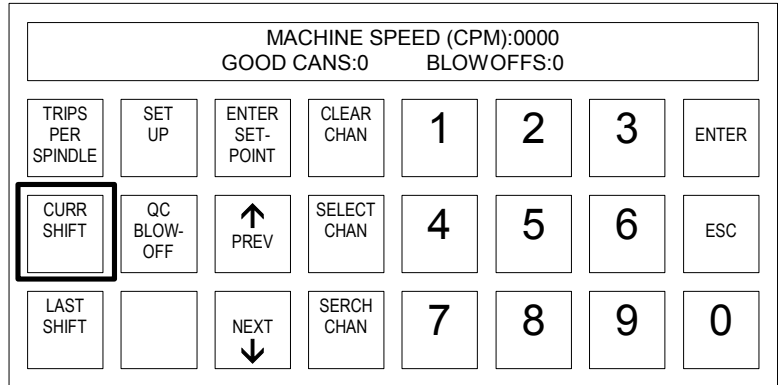 MACHINE SPEED (CPM):0000
GOOD CANS:0 BLOWOFFS:0
TRIPS
PER
SPINDLE
SET
UP
ENTER
SET-
POINT
CLEAR
CHAN
1
2
3
ENTER
CURR
SHIFT
QC
BLOW-
OFF
↑
PREV
SELECT
CHAN
4
5
6
ESC
LAST
SHIFT
NEXT
↓
SERCH
CHAN
7
8
9
0